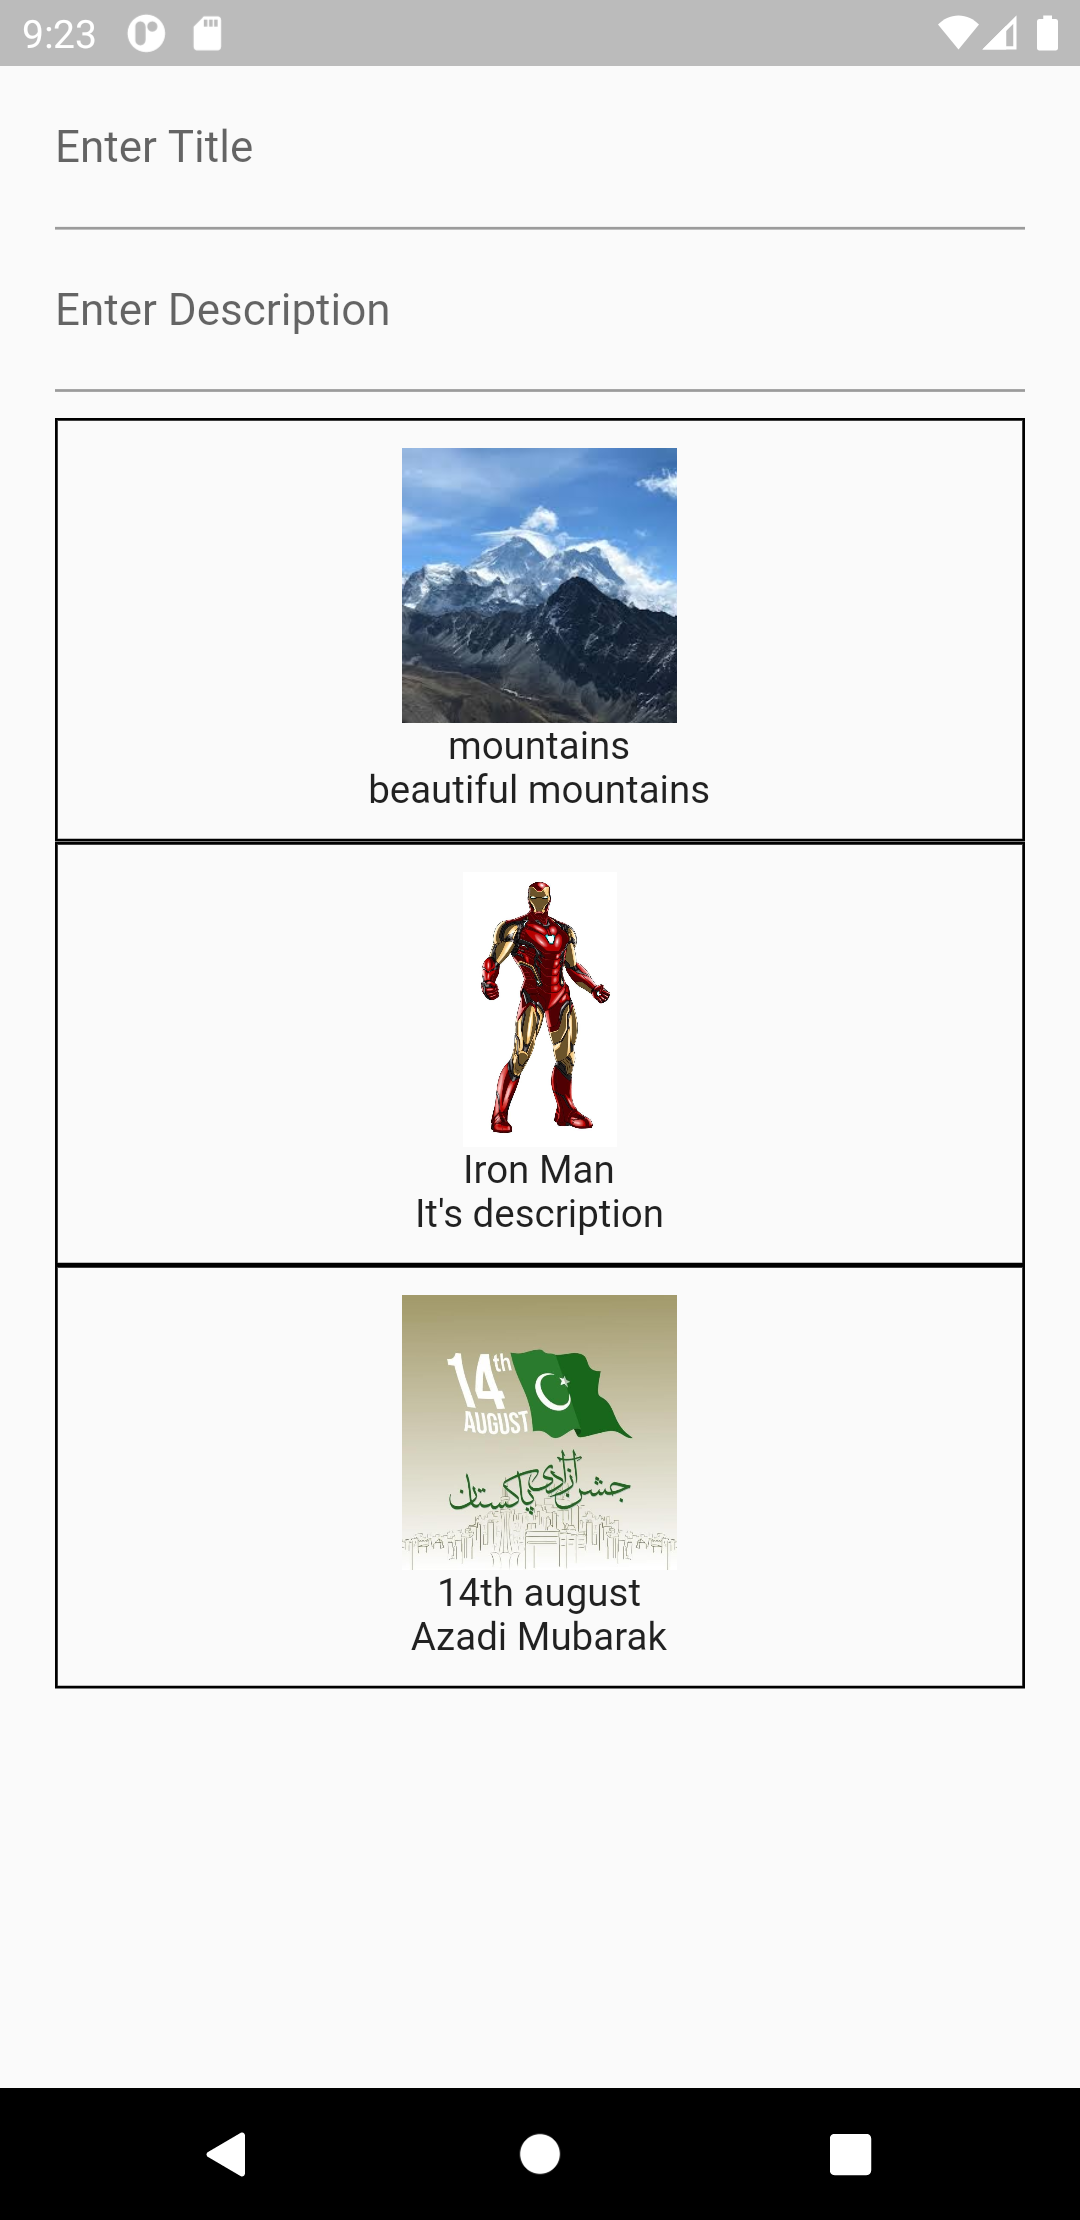 9:23
Enter Title
Enter Description
mountains
beautiful mountains
Iron Man
It's description
14th
AUGUST
جشن آزادی
پاکستان
14th august
Azadi Mubarak